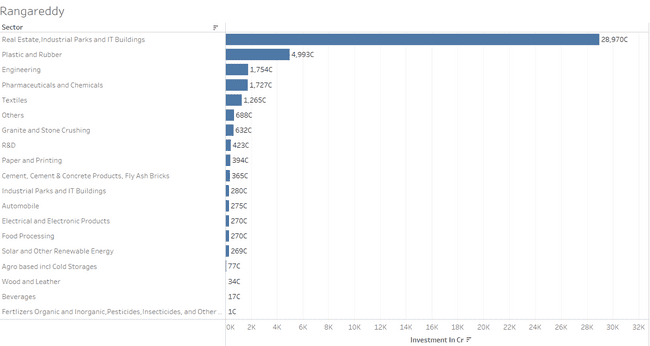 Rangareddy
Sector
Real Estate,Industrial Parks and IT Buildings 28,970C
Plastic and Rubber 4,993C
Engineering 1,754C
Pharmaceuticals and Chemicals 1,727C
Textiles 1,265C
Others 688C
Granite and Stone Crushing 632C
R&D 423C
Paper and Printing 394C
Cement, Cement & Concrete Products, Fly Ash Bricks 365C
Industrial Parks and IT Buildings 280C
Automobile 275C
Electrical and Electronic Products 270C
Food Processing 270C
Solar and Other Renewable Energy 269C
Agro based incl Cold Storages 77C
Wood and Leather 34C
Beverages 17C
Fertlizers Organic and Inorganic,Pesticides, Insecticides, and Other .. 1C
0K 2K 4K 6K 8K 10K 12K 14K 16K 18K 20K 22K 24K 26K 28K 30K 32K
Investment In Cr